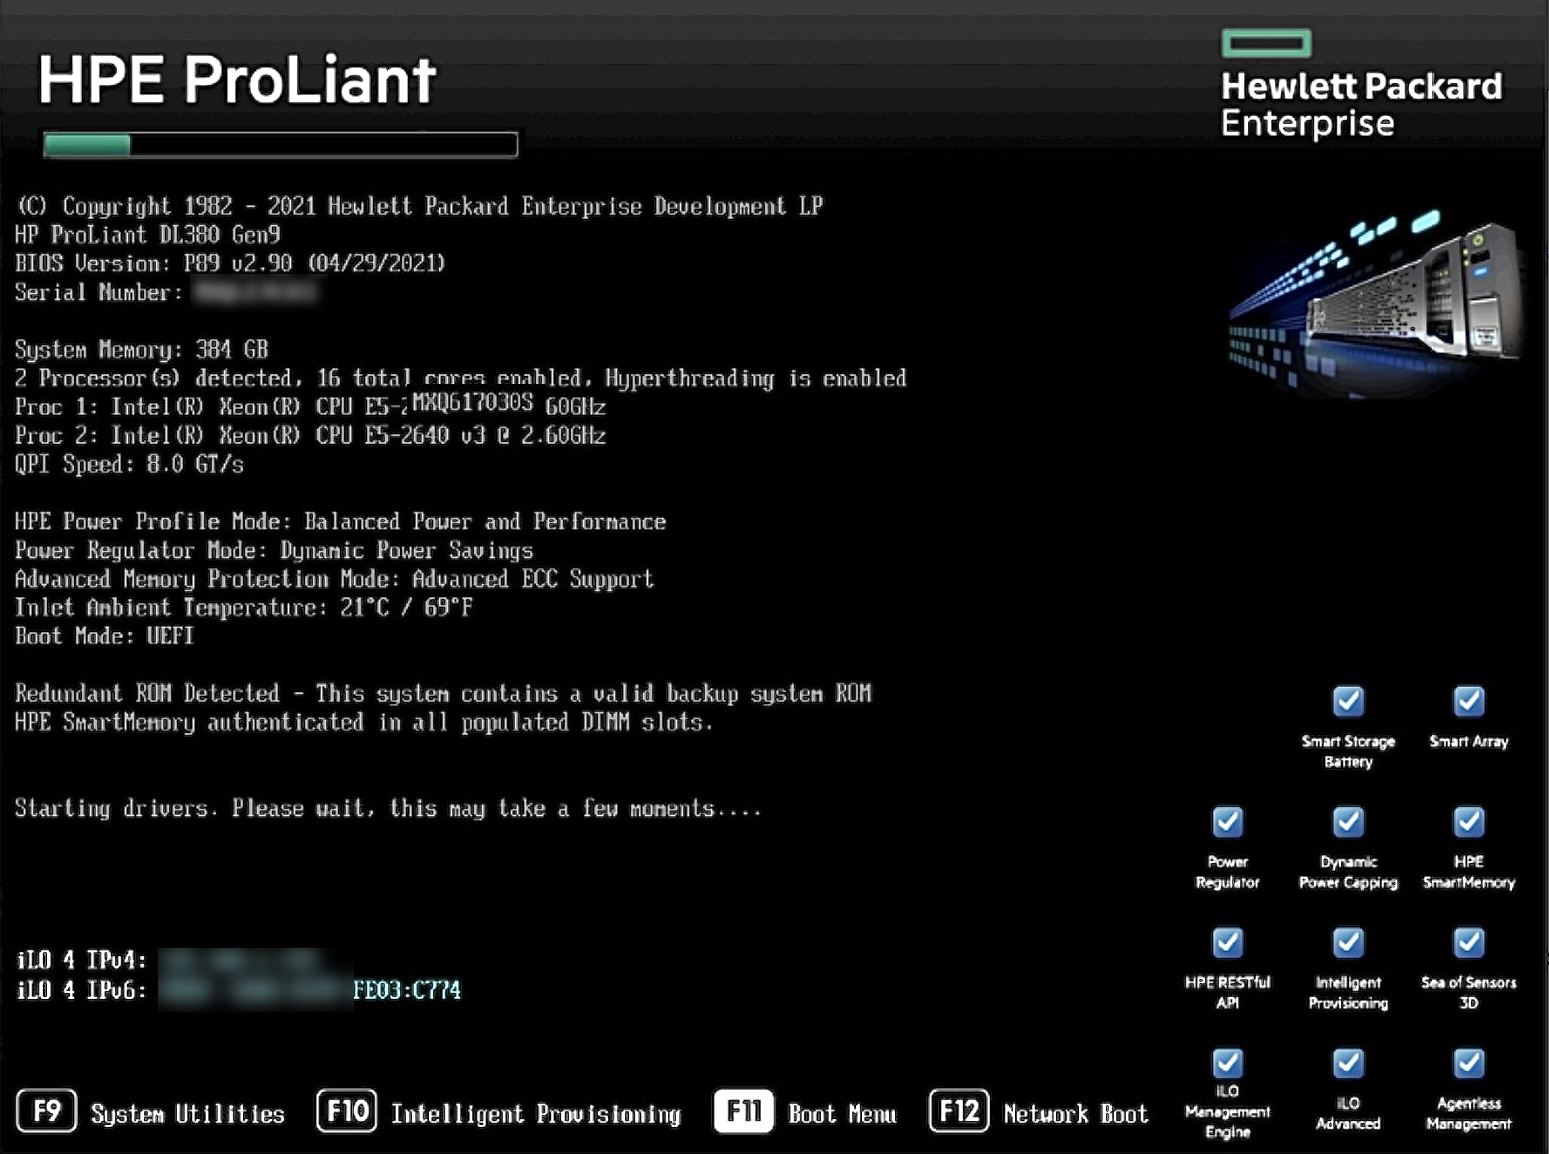 HPE ProLiant
Hewlett Packard
Enterprise
(C) Copyright 1982 - 2021 Hewlett Packard Enterprise Development LP
HP ProLiant DL380 Gen9
BIOS Version: P89 v2.90 (04/29/2021)
Serial Number:
System Memory: 384 GB
2 Processor(s) detected, 16 total cores enabled, Hyperthreading is enabled
Proc 1: Intel(R) Xeon(R) CPU E5-2 MXQ617030S 60GHz
Proc 2: Intel(R) Xeon(R) CPU E5-2640 v3 @ 2.60GHz
QPI Speed: 8.0 GT/s
HPE Power Profile Mode: Balanced Power and Performance
Power Regulator Mode: Dynamic Power Savings
Advanced Memory Protection Mode: Advanced ECC Support
Inlet Ambient Temperature: 21°C / 69°F
Boot Mode: UEFI
Redundant ROM Detected - This system contains a valid backup system ROM
HPE SmartMemory authenticated in all populated DIMM slots.
Starting drivers. Please wait, this may take a few moments....
iLO 4 IPv4:
iLO 4 IPv6: FE03:C774
Smart Storage
Battery
Smart Array
Power
Regulator
Dynamic
Power Capping
HPE
SmartMemory
HPE RESTful
API
Intelligent
Provisioning
Sea of Sensors
3D
iLO
Management
Engine
iLO
Advanced
Agentless
Management
F9 System Utilities F10 Intelligent Provisioning F11 Boot Menu F12 Network Boot